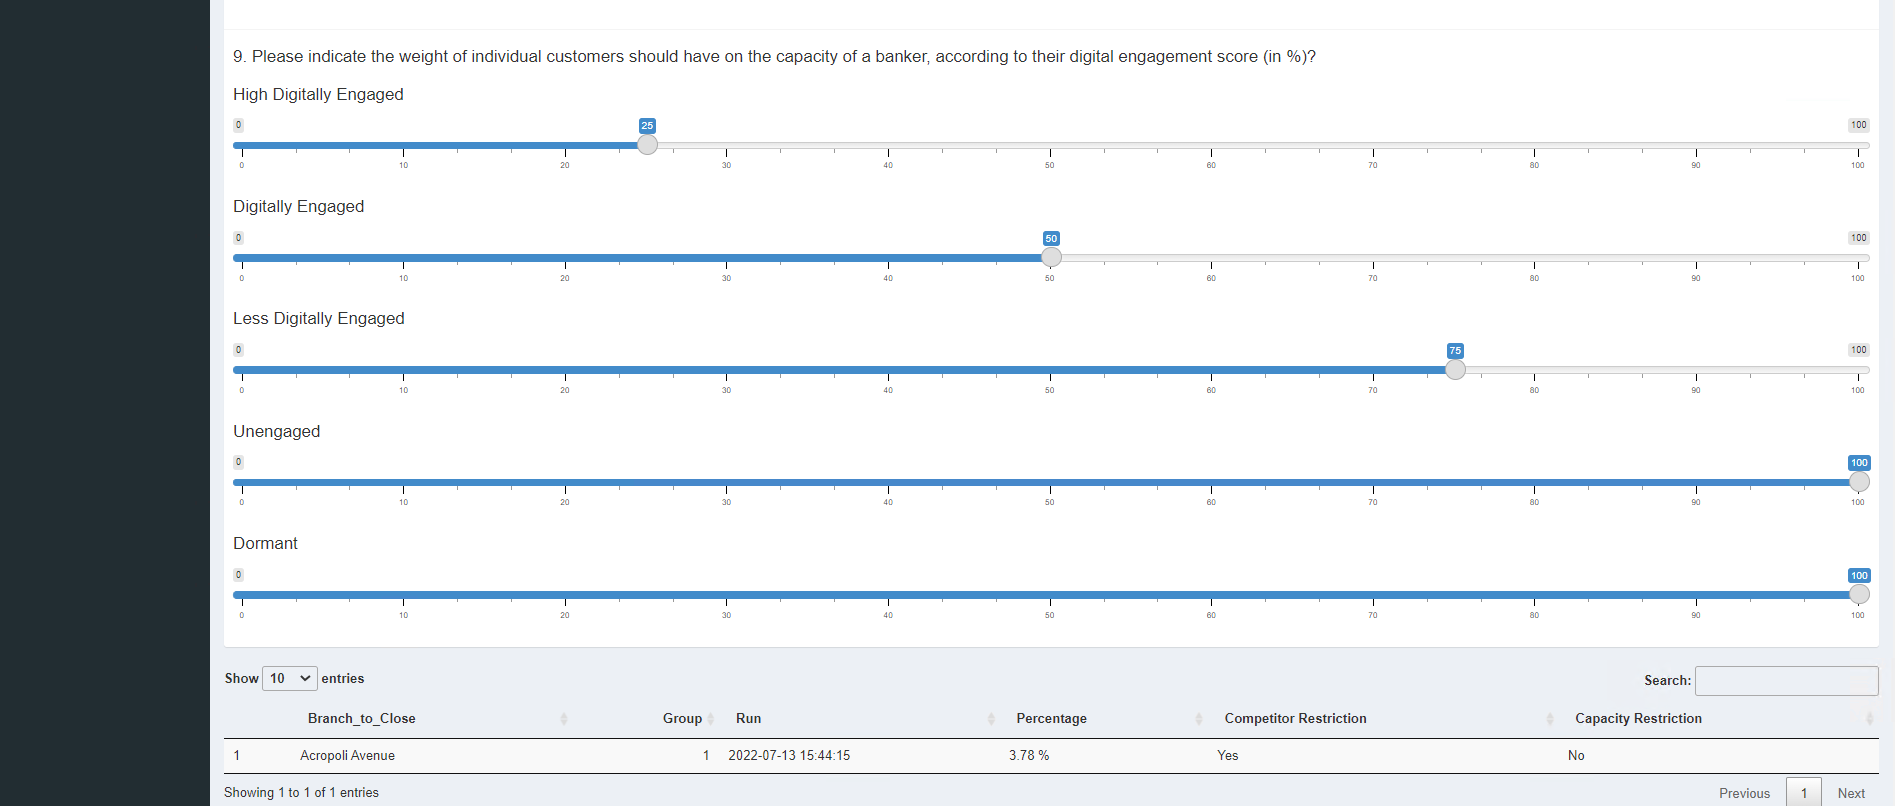 9. Please indicate the weight of individual customers should have on the capacity of a banker, according to their digital engagement score (in %)?
High Digitally Engaged
0 25 100
0 10 20 30 40 50 60 70 80 90 100
Digitally Engaged
0 50 100
0 10 20 30 40 50 60 70 80 90 100
Less Digitally Engaged
0 75 100
0 10 20 30 40 50 60 70 80 90 100
Unengaged
0 100
0 10 20 30 40 50 60 70 80 90 100
Dormant
0 100
0 10 20 30 40 50 60 70 80 90 100
Show 10 entries Search:
Branch_to_Close Group Run Percentage Competitor Restriction Capacity Restriction
1 Acropoli Avenue 1 2022-07-13 15:44:15 3.78 % Yes No
Showing 1 to 1 of 1 entries Previous 1 Next